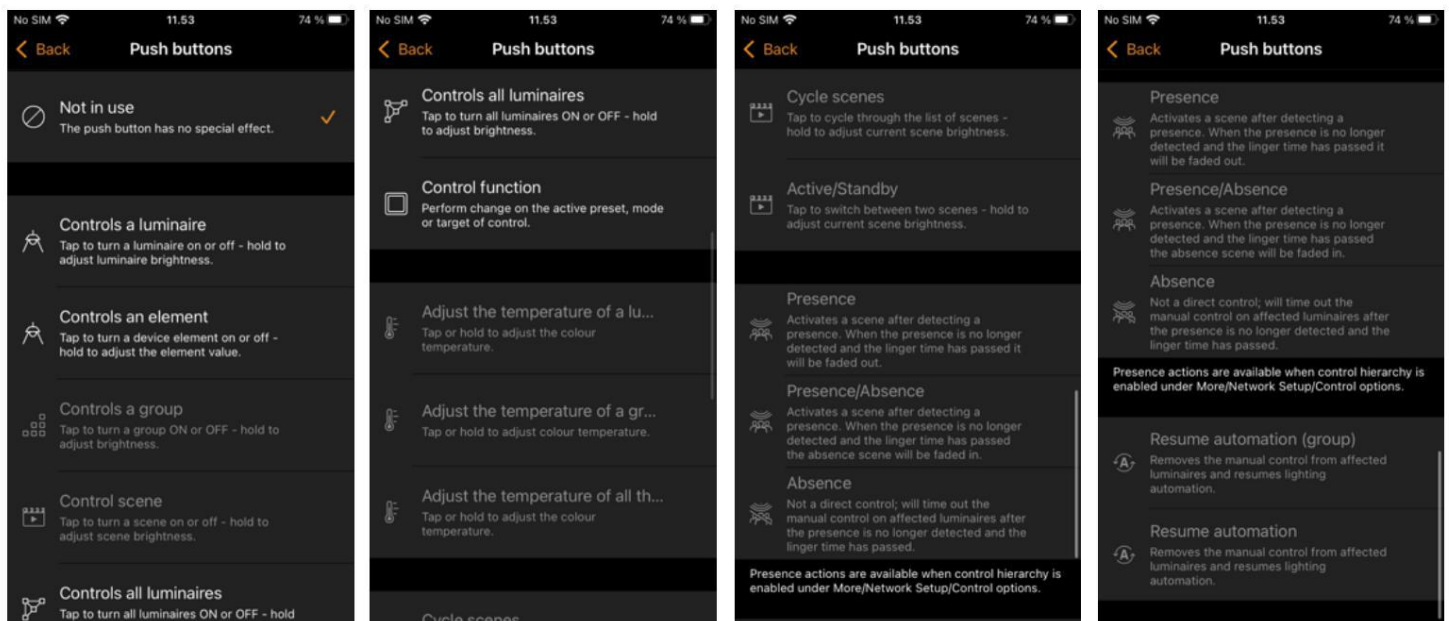 No SIM 11.53 74 %
Back Push buttons
Not in use
The push button has no special effect.
Controls a luminaire
Tap to turn a luminaire on or off - hold to
adjust luminaire brightness.
Controls an element
Tap to turn a device element on or off -
hold to adjust the element value.
Controls a group
Tap to turn a group ON or OFF - hold to
adjust brightness.
Control scene
Tap to turn a scene on or off - hold to
adjust scene brightness.
Controls all luminaires
Tap to turn all luminaires ON or OFF - hold
No SIM 11.53 74 %
Back Push buttons
Controls all luminaires
Tap to turn all luminaires ON or OFF - hold
to adjust brightness.
Control function
Perform change on the active preset, mode
or target of control.
Adjust the temperature of a lu...
Tap or hold to adjust the colour
temperature.
Adjust the temperature of a gr...
Tap or hold to adjust colour temperature.
Adjust the temperature of all th...
Tap or hold to adjust the colour
temperature.
Cycle scenes
No SIM 11.53 74 %
Back Push buttons
Cycle scenes
Tap to cycle through the list of scenes -
hold to adjust current scene brightness.
Active/Standby
Tap to switch between two scenes - hold to
adjust current scene brightness.
Presence
Activates a scene after detecting a
presence. When the presence is no longer
detected and the linger time has passed it
will be faded out.
Presence/Absence
Activates a scene after detecting a
presence. When the presence is no longer
detected and the linger time has passed
the absence scene will be faded in.
Absence
Not a direct control; will time out the
manual control on affected luminaires after
the presence is no longer detected and the
linger time has passed.
Presence actions are available when control hierarchy is
enabled under More/Network Setup/Control options.
No SIM 11.53 74 %
Back Push buttons
Presence
Activates a scene after detecting a
presence. When the presence is no longer
detected and the linger time has passed it
will be faded out.
Presence/Absence
Activates a scene after detecting a
presence. When the presence is no longer
detected and the linger time has passed
the absence scene will be faded in.
Absence
Not a direct control; will time out the
manual control on affected luminaires after
the presence is no longer detected and the
linger time has passed.
Presence actions are available when control hierarchy is
enabled under More/Network Setup/Control options.
Resume automation (group)
Removes the manual control from affected
luminaires and resumes lighting
automation.
Resume automation
Removes the manual control from affected
luminaires and resumes lighting
automation.